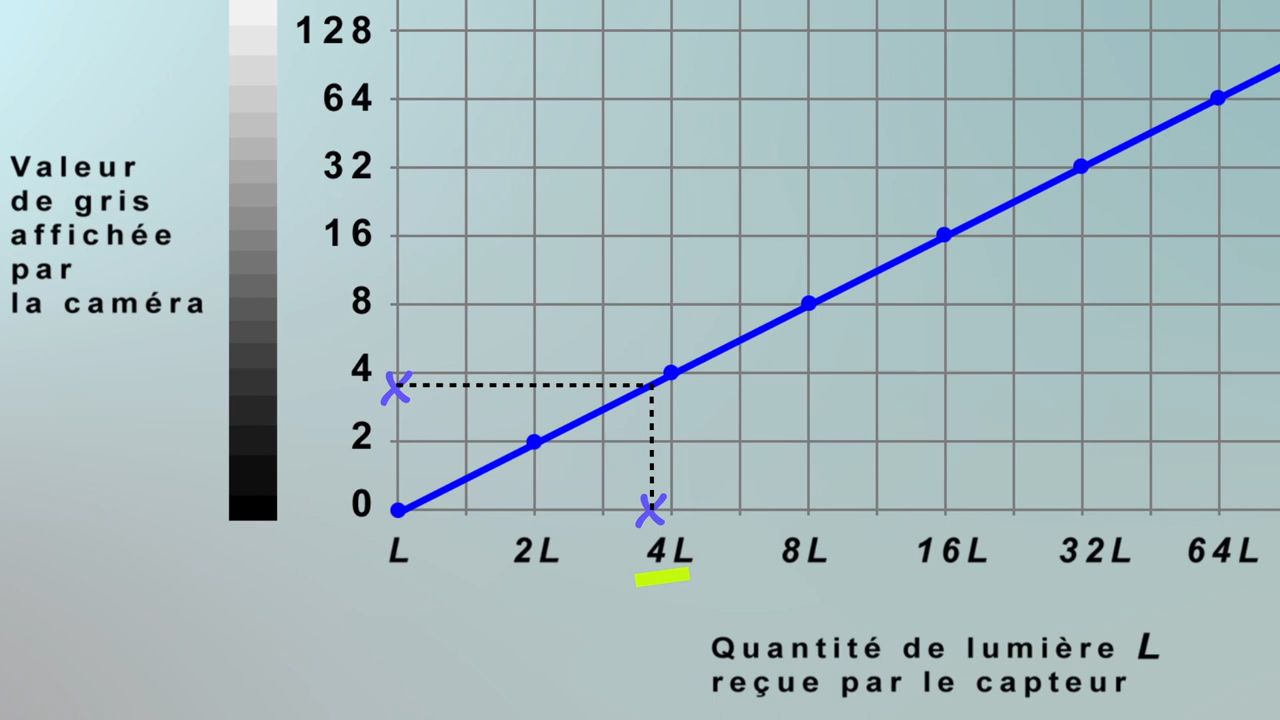 128
64
32
16
8
4
2
0
Valeur
de gris
affichée
par
la caméra
L 2L 4L 8L 16L 32L 64L
Quantité de lumière L
reçue par le capteur